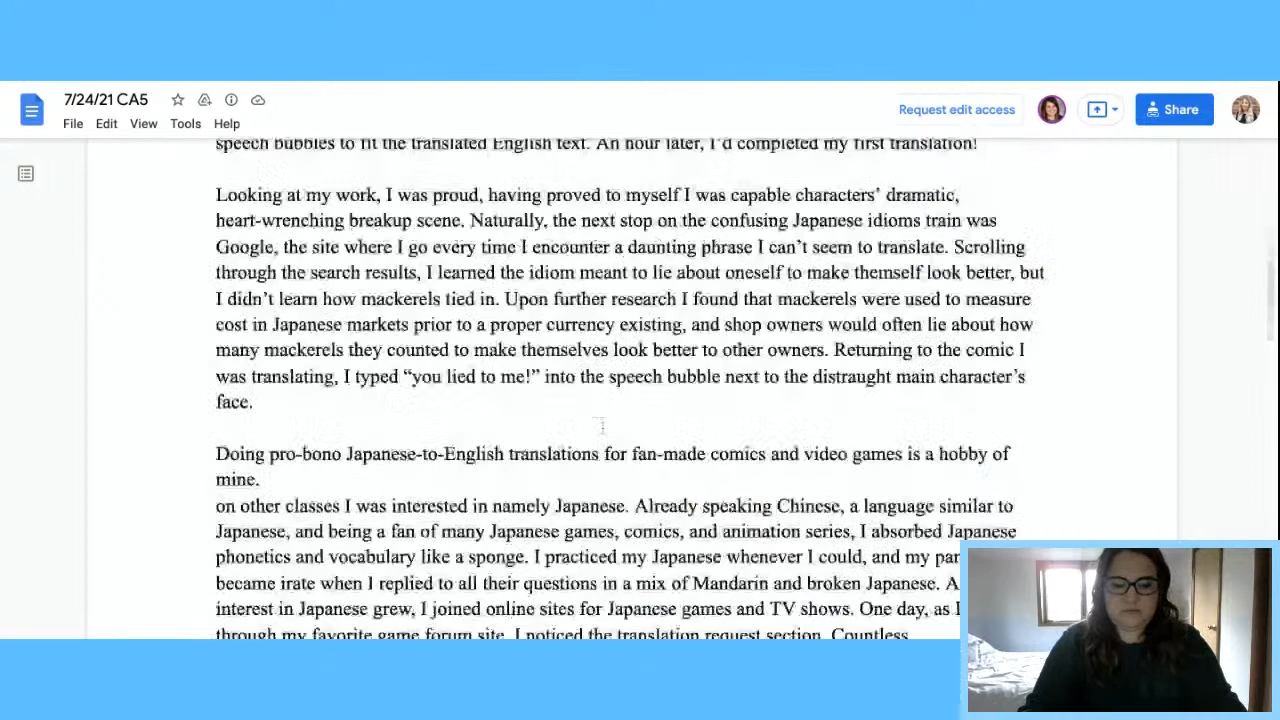 7/24/21 CA5
File Edit View Tools Help
Request edit access
Share
speech bubbles to fit the translated English text. An hour later, I'd completed my first translation!
Looking at my work, I was proud, having proved to myself I was capable characters' dramatic,
heart-wrenching breakup scene. Naturally, the next stop on the confusing Japanese idioms train was
Google, the site where I go every time I encounter a daunting phrase I can't seem to translate. Scrolling
through the search results, I learned the idiom meant to lie about oneself to make themself look better, but
I didn't learn how mackerels tied in. Upon further research I found that mackerels were used to measure
cost in Japanese markets prior to a proper currency existing, and shop owners would often lie about how
many mackerels they counted to make themselves look better to other owners. Returning to the comic I
was translating, I typed “you lied to me!” into the speech bubble next to the distraught main character's
face.
Doing pro-bono Japanese-to-English translations for fan-made comics and video games is a hobby of
mine.
on other classes I was interested in namely Japanese. Already speaking Chinese, a language similar to
Japanese, and being a fan of many Japanese games, comics, and animation series, I absorbed Japanese
phonetics and vocabulary like a sponge. I practiced my Japanese whenever I could, and my par
became irate when I replied to all their questions in a mix of Mandarin and broken Japanese. A
interest in Japanese grew, I joined online sites for Japanese games and TV shows. One day, as I
through my favorite game forum site, I noticed the translation request section. Countless